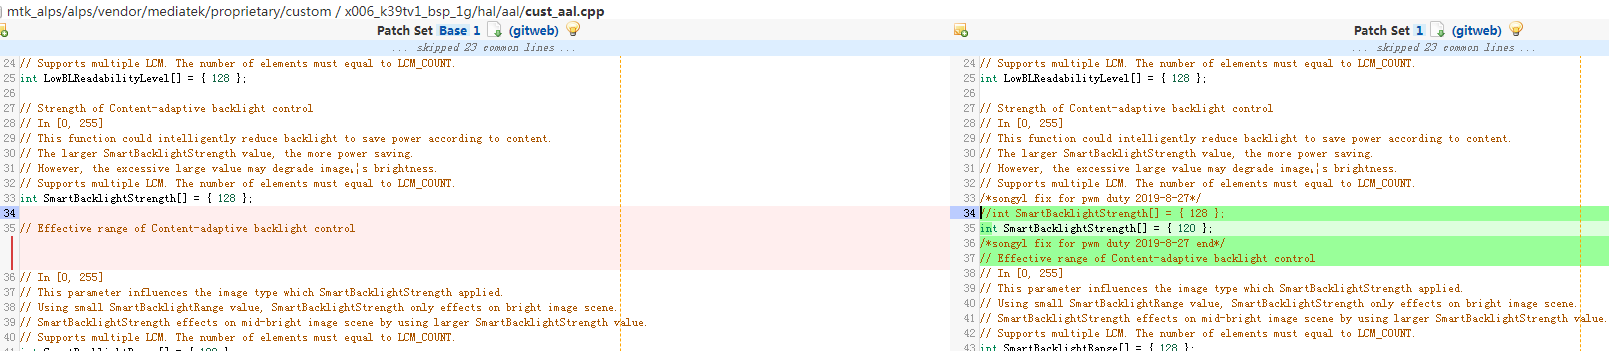 mtk_alps/alps/vendor/mediatek/proprietary/custom / x006_k39tv1_bsp_1g/hal/aal/cust_aal.cpp
Patch Set Base 1 (gitweb)
... skipped 23 common lines ...
24 // Supports multiple LCM. The number of elements must equal to LCM_COUNT.
25 int LowBLReadabilityLevel[] = { 128 };
26
27 // Strength of Content-adaptive backlight control
28 // In [0, 255]
29 // This function could intelligently reduce backlight to save power according to content.
30 // The larger SmartBacklightStrength value, the more power saving.
31 // However, the excessive large value may degrade image¡¦s brightness.
32 // Supports multiple LCM. The number of elements must equal to LCM_COUNT.
33 int SmartBacklightStrength[] = { 128 };
34
35 // Effective range of Content-adaptive backlight control
36 // In [0, 255]
37 // This parameter influences the image type which SmartBacklightStrength applied.
38 // Using small SmartBacklightRange value, SmartBacklightStrength only effects on bright image scene.
39 // SmartBacklightStrength effects on mid-bright image scene by using larger SmartBacklightStrength value.
40 // Supports multiple LCM. The number of elements must equal to LCM_COUNT.
Patch Set 1 (gitweb)
... skipped 23 common lines ...
24 // Supports multiple LCM. The number of elements must equal to LCM_COUNT.
25 int LowBLReadabilityLevel[] = { 128 };
26
27 // Strength of Content-adaptive backlight control
28 // In [0, 255]
29 // This function could intelligently reduce backlight to save power according to content.
30 // The larger SmartBacklightStrength value, the more power saving.
31 // However, the excessive large value may degrade image¡¦s brightness.
32 // Supports multiple LCM. The number of elements must equal to LCM_COUNT.
33 /*songyl fix for pwm duty 2019-8-27*/
34 //int SmartBacklightStrength[] = { 128 };
35 int SmartBacklightStrength[] = { 120 };
36 /*songyl fix for pwm duty 2019-8-27 end*/
37 // Effective range of Content-adaptive backlight control
38 // In [0, 255]
39 // This parameter influences the image type which SmartBacklightStrength applied.
40 // Using small SmartBacklightRange value, SmartBacklightStrength only effects on bright image scene.
41 // SmartBacklightStrength effects on mid-bright image scene by using larger SmartBacklightStrength value.
42 // Supports multiple LCM. The number of elements must equal to LCM_COUNT.
43 int SmartBacklightRange[] = { 128 };